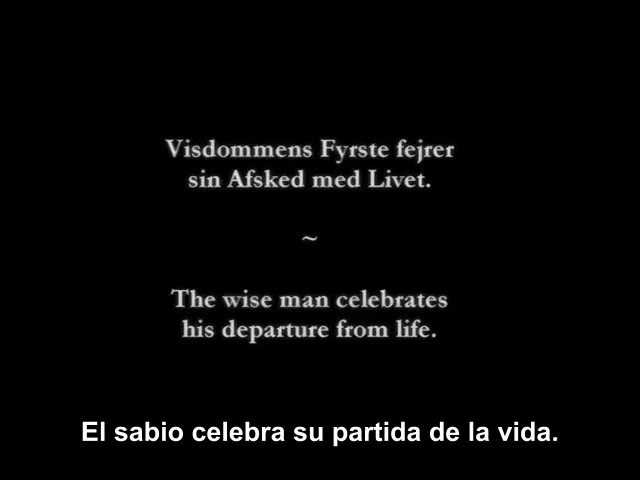 Visdommens Fyrste fejrer
sin Afsked med Livet.
~
The wise man celebrates
his departure from life.
El sabio celebra su partida de la vida.